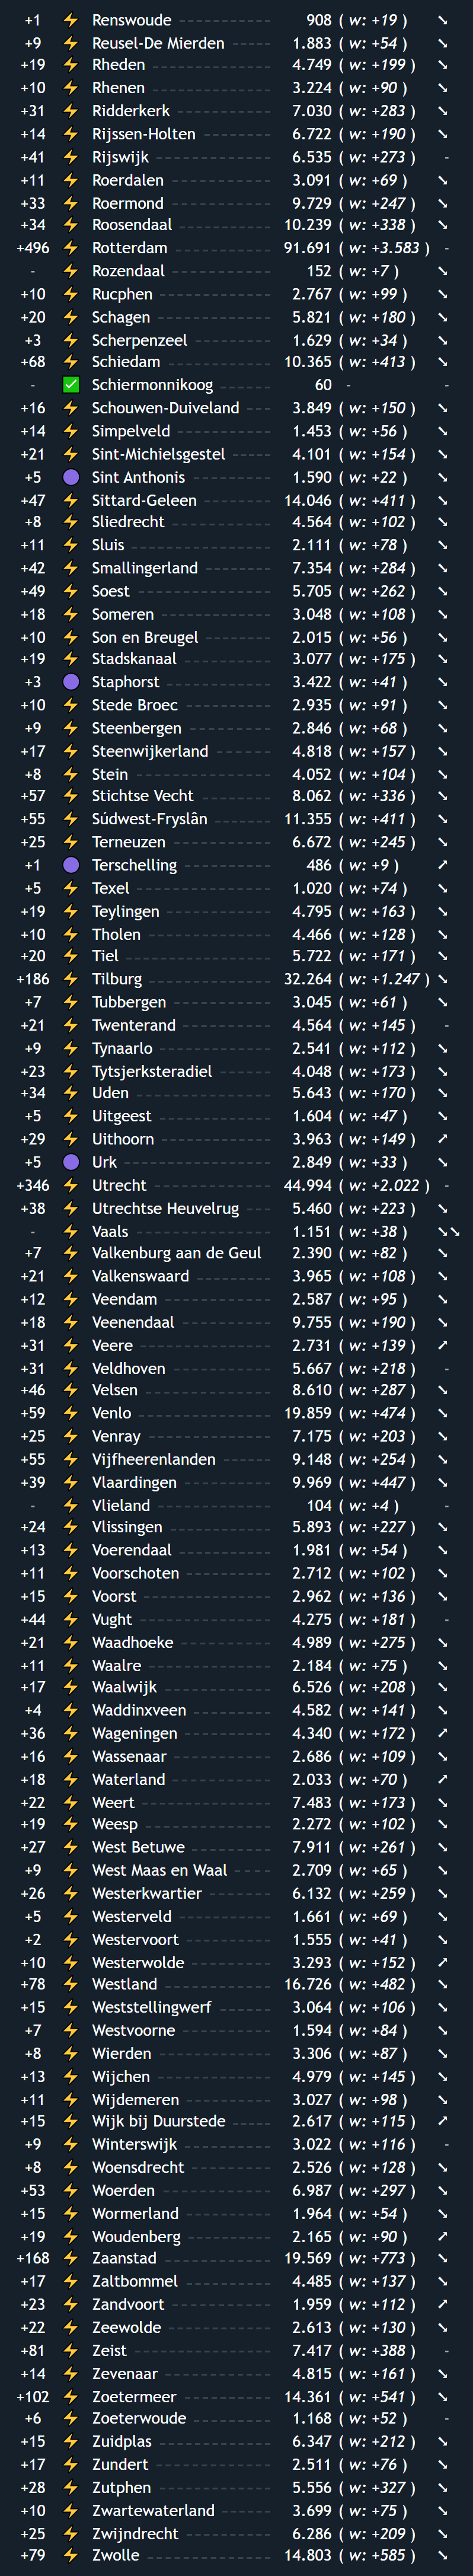 +1 ⚡ Renswoude 908 ( w: +19 ) ↘
+9 ⚡ Reusel-De Mierden 1.883 ( w: +54 ) ↘
+19 ⚡ Rheden 4.749 ( w: +199 ) ↘
+10 ⚡ Rhenen 3.224 ( w: +90 ) ↘
+31 ⚡ Ridderkerk 7.030 ( w: +283 ) ↘
+14 ⚡ Rijssen-Holten 6.722 ( w: +190 ) ↘
+41 ⚡ Rijswijk 6.535 ( w: +273 ) -
+11 ⚡ Roerdalen 3.091 ( w: +69 ) ↘
+33 ⚡ Roermond 9.729 ( w: +247 ) ↘
+34 ⚡ Roosendaal 10.239 ( w: +338 ) ↘
+496 ⚡ Rotterdam 91.691 ( w: +3.583 ) -
- ⚡ Rozendaal 152 ( w: +7 ) ↘
+10 ⚡ Rucphen 2.767 ( w: +99 ) ↘
+20 ⚡ Schagen 5.821 ( w: +180 ) ↘
+3 ⚡ Scherpenzeel 1.629 ( w: +34 ) ↘
+68 ⚡ Schiedam 10.365 ( w: +413 ) ↘
- ✅ Schiermonnikoog 60 - -
+16 ⚡ Schouwen-Duiveland 3.849 ( w: +150 ) ↘
+14 ⚡ Simpelveld 1.453 ( w: +56 ) ↘
+21 ⚡ Sint-Michielsgestel 4.101 ( w: +154 ) ↘
+5 🟣 Sint Anthonis 1.590 ( w: +22 ) ↘
+47 ⚡ Sittard-Geleen 14.046 ( w: +411 ) ↘
+8 ⚡ Sliedrecht 4.564 ( w: +102 ) ↘
+11 ⚡ Sluis 2.111 ( w: +78 ) ↘
+42 ⚡ Smallingerland 7.354 ( w: +284 ) ↘
+49 ⚡ Soest 5.705 ( w: +262 ) ↘
+18 ⚡ Someren 3.048 ( w: +108 ) ↘
+10 ⚡ Son en Breugel 2.015 ( w: +56 ) ↘
+19 ⚡ Stadskanaal 3.077 ( w: +175 ) ↘
+3 🟣 Staphorst 3.422 ( w: +41 ) ↘
+10 ⚡ Stede Broec 2.935 ( w: +91 ) ↘
+9 ⚡ Steenbergen 2.846 ( w: +68 ) ↘
+17 ⚡ Steenwijkerland 4.818 ( w: +157 ) ↘
+8 ⚡ Stein 4.052 ( w: +104 ) ↘
+57 ⚡ Stichtse Vecht 8.062 ( w: +336 ) ↘
+55 ⚡ Súdwest-Fryslân 11.355 ( w: +411 ) ↘
+25 ⚡ Terneuzen 6.672 ( w: +245 ) ↘
+1 🟣 Terschelling 486 ( w: +9 ) ↗
+5 ⚡ Texel 1.020 ( w: +74 ) ↘
+19 ⚡ Teylingen 4.795 ( w: +163 ) ↘
+10 ⚡ Tholen 4.466 ( w: +128 ) ↘
+20 ⚡ Tiel 5.722 ( w: +171 ) ↘
+186 ⚡ Tilburg 32.264 ( w: +1.247 ) ↘
+7 ⚡ Tubbergen 3.045 ( w: +61 ) ↘
+21 ⚡ Twenterand 4.564 ( w: +145 ) -
+9 ⚡ Tynaarlo 2.541 ( w: +112 ) ↘
+23 ⚡ Tytsjerksteradiel 4.048 ( w: +173 ) ↘
+34 ⚡ Uden 5.643 ( w: +170 ) ↘
+5 ⚡ Uitgeest 1.604 ( w: +47 ) ↘
+29 ⚡ Uithoorn 3.963 ( w: +149 ) ↗
+5 🟣 Urk 2.849 ( w: +33 ) ↘
+346 ⚡ Utrecht 44.994 ( w: +2.022 ) -
+38 ⚡ Utrechtse Heuvelrug 5.460 ( w: +223 ) ↘
- ⚡ Vaals 1.151 ( w: +38 ) ↘↘
+7 ⚡ Valkenburg aan de Geul 2.390 ( w: +82 ) ↘
+21 ⚡ Valkenswaard 3.965 ( w: +108 ) ↘
+12 ⚡ Veendam 2.587 ( w: +95 ) ↘
+18 ⚡ Veenendaal 9.755 ( w: +190 ) ↘
+31 ⚡ Veere 2.731 ( w: +139 ) ↗
+31 ⚡ Veldhoven 5.667 ( w: +218 ) -
+46 ⚡ Velsen 8.610 ( w: +287 ) ↘
+59 ⚡ Venlo 19.859 ( w: +474 ) ↘
+25 ⚡ Venray 7.175 ( w: +203 ) ↘
+55 ⚡ Vijfheerenlanden 9.148 ( w: +254 ) ↘
+39 ⚡ Vlaardingen 9.969 ( w: +447 ) ↘
- ⚡ Vlieland 104 ( w: +4 ) -
+24 ⚡ Vlissingen 5.893 ( w: +227 ) ↘
+13 ⚡ Voerendaal 1.981 ( w: +54 ) ↘
+11 ⚡ Voorschoten 2.712 ( w: +102 ) ↘
+15 ⚡ Voorst 2.962 ( w: +136 ) ↘
+44 ⚡ Vught 4.275 ( w: +181 ) -
+21 ⚡ Waadhoeke 4.989 ( w: +275 ) ↘
+11 ⚡ Waalre 2.184 ( w: +75 ) ↘
+17 ⚡ Waalwijk 6.526 ( w: +208 ) ↘
+4 ⚡ Waddinxveen 4.582 ( w: +141 ) ↘
+36 ⚡ Wageningen 4.340 ( w: +172 ) ↗
+16 ⚡ Wassenaar 2.686 ( w: +109 ) ↘
+18 ⚡ Waterland 2.033 ( w: +70 ) ↗
+22 ⚡ Weert 7.483 ( w: +173 ) ↘
+19 ⚡ Weesp 2.272 ( w: +102 ) ↘
+27 ⚡ West Betuwe 7.911 ( w: +261 ) ↘
+9 ⚡ West Maas en Waal 2.709 ( w: +65 ) ↘
+26 ⚡ Westerkwartier 6.132 ( w: +259 ) ↘
+5 ⚡ Westerveld 1.661 ( w: +69 ) ↘
+2 ⚡ Westervoort 1.555 ( w: +41 ) ↘
+10 ⚡ Westerwolde 3.293 ( w: +152 ) ↗
+78 ⚡ Westland 16.726 ( w: +482 ) ↘
+15 ⚡ Weststellingwerf 3.064 ( w: +106 ) ↘
+7 ⚡ Westvoorne 1.594 ( w: +84 ) ↘
+8 ⚡ Wierden 3.306 ( w: +87 ) ↘
+13 ⚡ Wijchen 4.979 ( w: +145 ) ↘
+11 ⚡ Wijdemeren 3.027 ( w: +98 ) ↘
+15 ⚡ Wijk bij Duurstede 2.617 ( w: +115 ) ↗
+9 ⚡ Winterswijk 3.022 ( w: +116 ) -
+8 ⚡ Woensdrecht 2.526 ( w: +128 ) ↘
+53 ⚡ Woerden 6.987 ( w: +297 ) ↘
+15 ⚡ Wormerland 1.964 ( w: +54 ) ↘
+19 ⚡ Woudenberg 2.165 ( w: +90 ) ↗
+168 ⚡ Zaanstad 19.569 ( w: +773 ) ↘
+17 ⚡ Zaltbommel 4.485 ( w: +137 ) ↘
+23 ⚡ Zandvoort 1.959 ( w: +112 ) ↗
+22 ⚡ Zeewolde 2.613 ( w: +130 ) ↘
+81 ⚡ Zeist 7.417 ( w: +388 ) -
+14 ⚡ Zevenaar 4.815 ( w: +161 ) ↘
+102 ⚡ Zoetermeer 14.361 ( w: +541 ) ↘
+6 ⚡ Zoeterwoude 1.168 ( w: +52 ) -
+15 ⚡ Zuidplas 6.347 ( w: +212 ) ↘
+17 ⚡ Zundert 2.511 ( w: +76 ) ↘
+28 ⚡ Zutphen 5.556 ( w: +327 ) ↘
+10 ⚡ Zwartewaterland 3.699 ( w: +75 ) ↘
+25 ⚡ Zwijndrecht 6.286 ( w: +209 ) ↘
+79 ⚡ Zwolle 14.803 ( w: +585 ) ↘